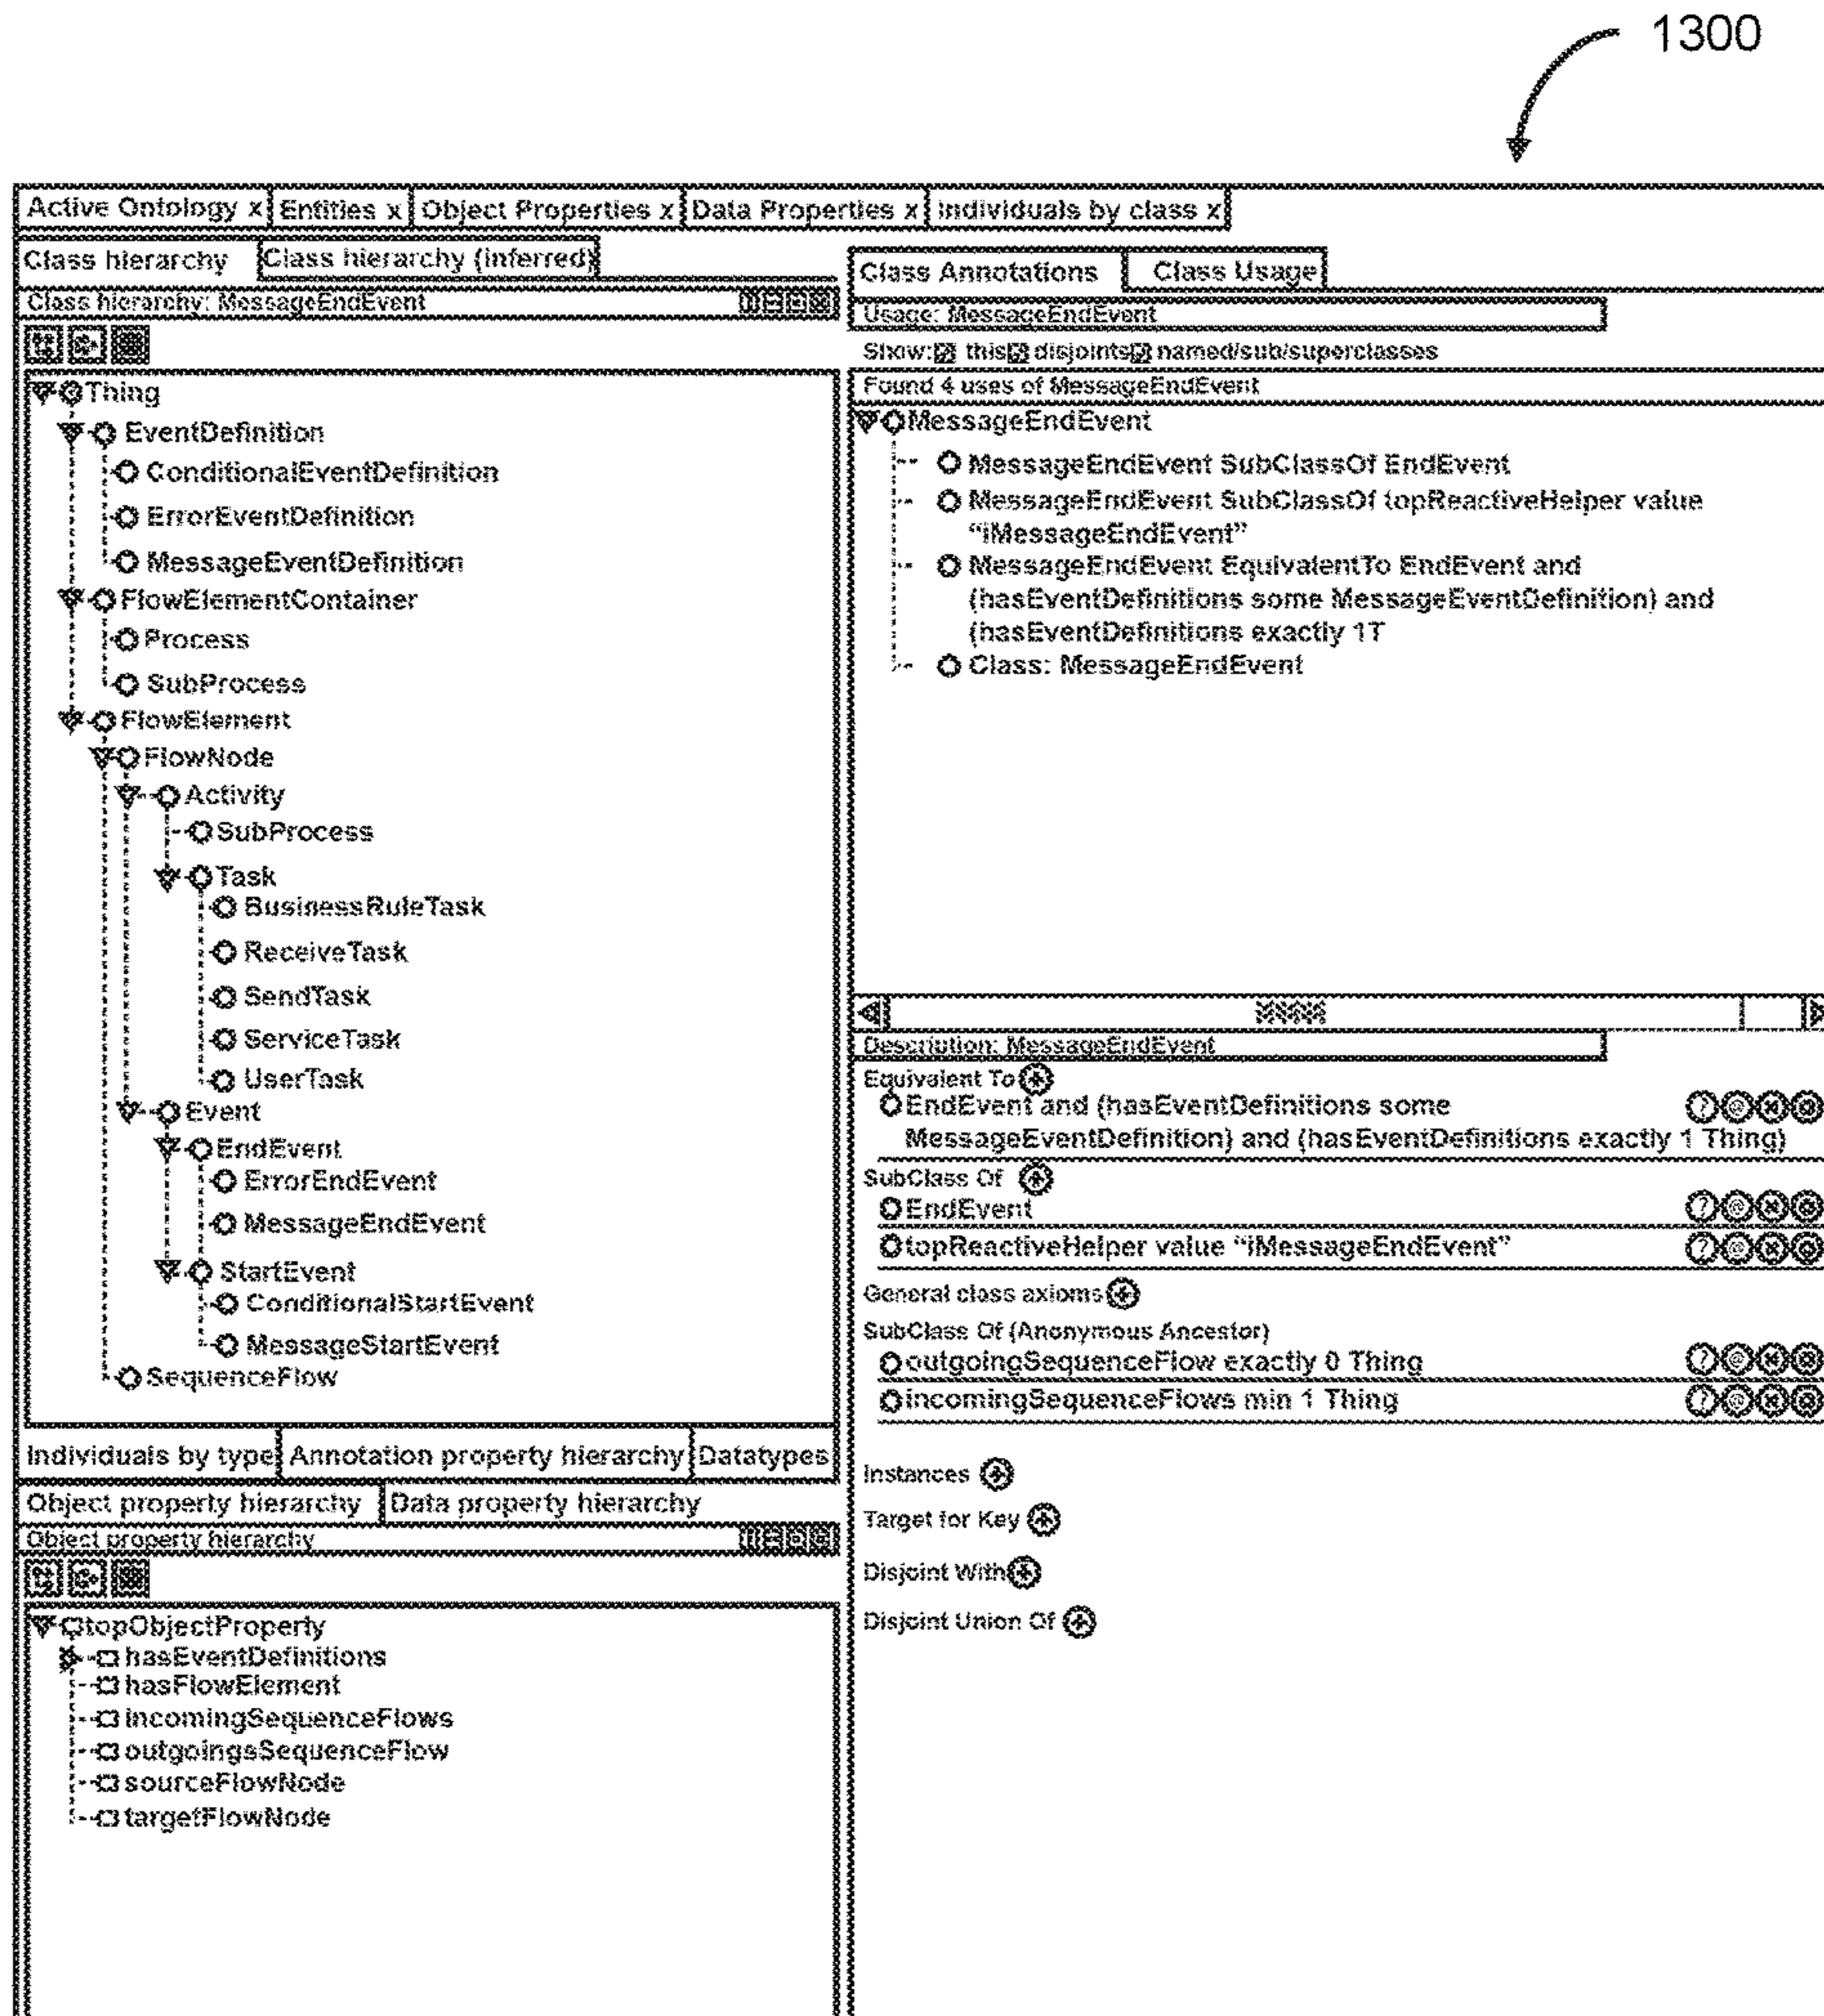 1300
Active Ontology x Entities x Object Properties x Data Properties x Individuals by class x
Class hierarchy Class hierarchy (inferred)
Class hierarchy: MessageEndEvent
Thing
EventDefinition
ConditionalEventDefinition
ErrorEventDefinition
MessageEventDefinition
FlowElementContainer
Process
SubProcess
FlowElement
FlowNode
Activity
SubProcess
Task
BusinessRuleTask
ReceiveTask
SendTask
ServiceTask
UserTask
Event
EndEvent
ErrorEndEvent
MessageEndEvent
StartEvent
ConditionalStartEvent
MessageStartEvent
SequenceFlow
Individuals by type Annotation property hierarchy Datatypes
Object property hierarchy Data property hierarchy
Object property hierarchy
topObjectProperty
hasEventDefinitions
hasFlowElement
incomingSequenceFlows
outgoingsSequenceFlow
sourceFlowNode
targetFlowNode
Class Annotations Class Usage
Usage: MessageEndEvent
Show: this disjoints named/sub/superclasses
Found 4 uses of MessageEndEvent
MessageEndEvent
MessageEndEvent SubClassOf EndEvent
MessageEndEvent SubClassOf topReactiveHelper value
“iMessageEndEvent”
MessageEndEvent EquivalentTo EndEvent and
(hasEventDefinitions some MessageEventDefinition) and
(hasEventDefinitions exactly 1T
Class: MessageEndEvent
Description: MessageEndEvent
Equivalent To
EndEvent and (hasEventDefinitions some
MessageEventDefinition) and (hasEventDefinitions exactly 1 Thing)
SubClass Of
EndEvent
topReactiveHelper value “iMessageEndEvent”
General class axioms
SubClass Of (Anonymous Ancestor)
outgoingSequenceFlow exactly 0 Thing
incomingSequenceFlows min 1 Thing
Instances
Target for Key
Disjoint With
Disjoint Union Of